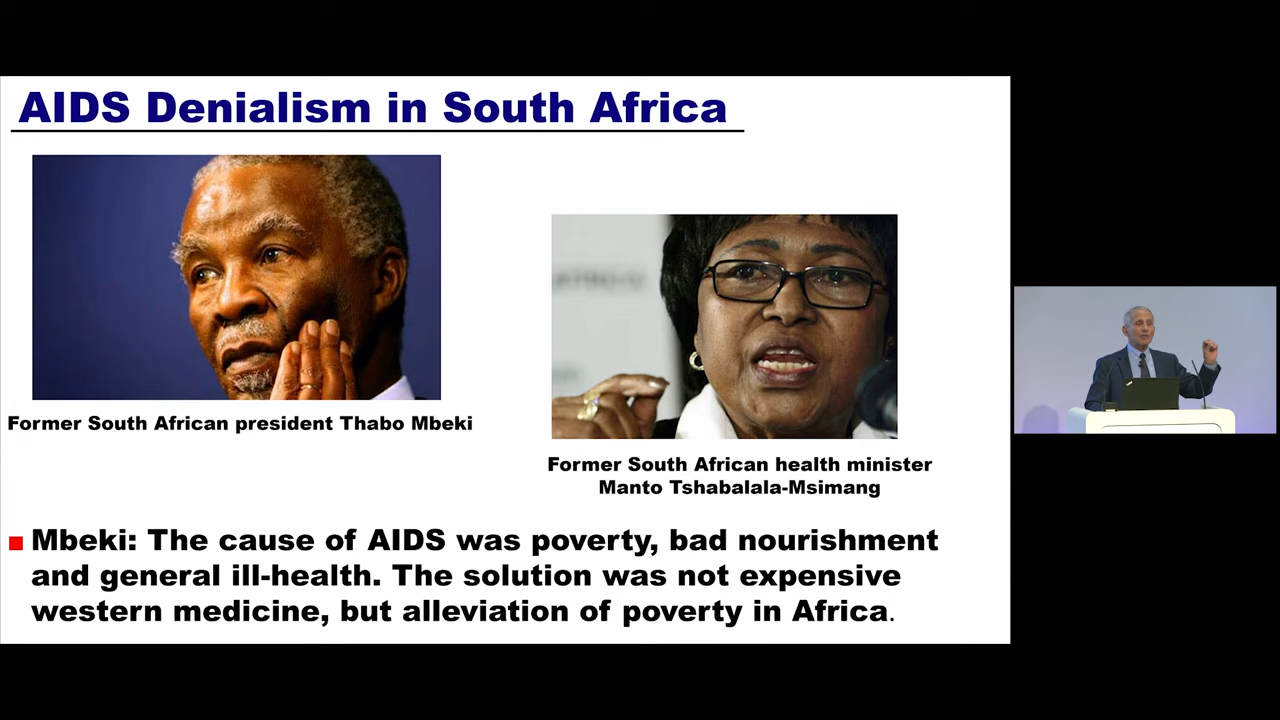 AIDS Denialism in South Africa
Former South African president Thabo Mbeki
Former South African health minister
Manto Tshabalala-Msimang
Mbeki: The cause of AIDS was poverty, bad nourishment
and general ill-health. The solution was not expensive
western medicine, but alleviation of poverty in Africa.